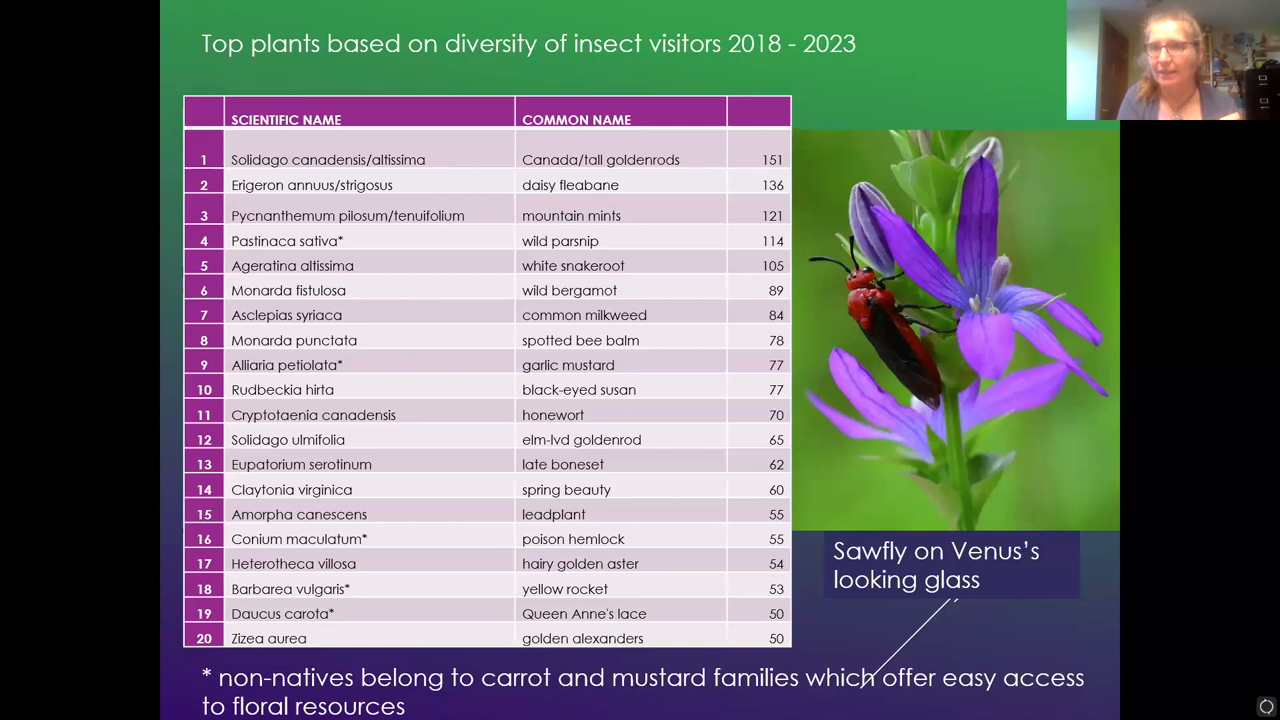 Top plants based on diversity of insect visitors 2018 - 2023
SCIENTIFIC NAME COMMON NAME
1 Solidago canadensis/altissima Canada/tall goldenrods 151
2 Erigeron annuus/strigosus daisy fleabane 136
3 Pycnanthemum pilosum/tenuifolium mountain mints 121
4 Pastinaca sativa* wild parsnip 114
5 Ageratina altissima white snakeroot 105
6 Monarda fistulosa wild bergamot 89
7 Asclepias syriaca common milkweed 84
8 Monarda punctata spotted bee balm 78
9 Alliaria petiolata* garlic mustard 77
10 Rudbeckia hirta black-eyed susan 77
11 Cryptotaenia canadensis honewort 70
12 Solidago ulmifolia elm-lvd goldenrod 65
13 Eupatorium serotinum late boneset 62
14 Claytonia virginica spring beauty 60
15 Amorpha canescens leadplant 55
16 Conium maculatum* poison hemlock 55
17 Heterotheca villosa hairy golden aster 54
18 Barbarea vulgaris* yellow rocket 53
19 Daucus carota* Queen Anne's lace 50
20 Zizea aurea golden alexanders 50
Sawfly on Venus's
looking glass
* non-natives belong to carrot and mustard families which offer easy access
to floral resources